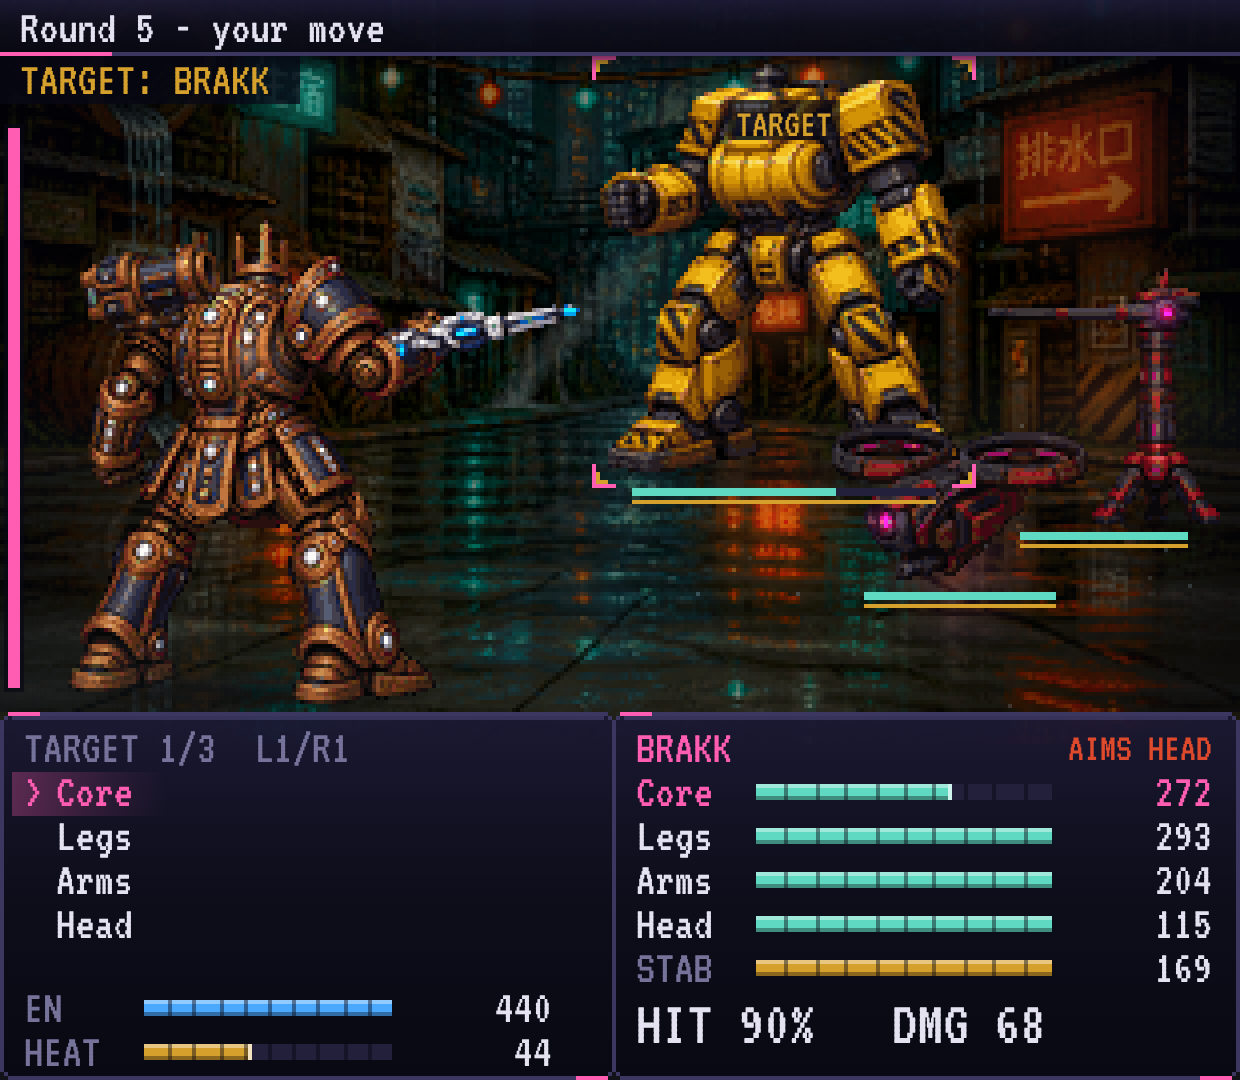 Round 5 - your move
TARGET: BRAKK
TARGET
排水口
TARGET 1/3 L1/R1
> Core
Legs
Arms
Head
EN 440
HEAT 44
BRAKK AIMS HEAD
Core 272
Legs 293
Arms 204
Head 115
STAB 169
HIT 90% DMG 68